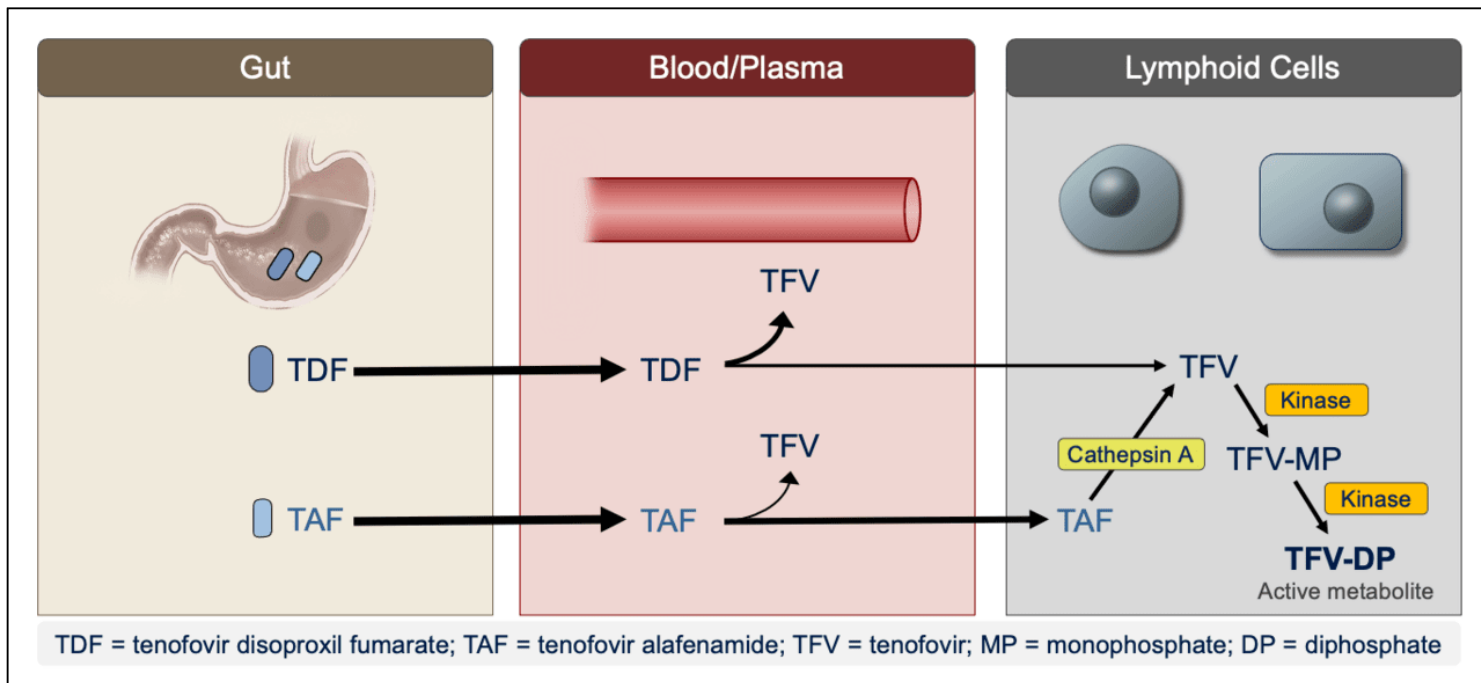 Gut
Blood/Plasma
Lymphoid Cells
TFV
TDF
TDF
TFV
Kinase
TFV
Cathepsin A
TFV-MP
Kinase
TAF
TAF
TAF
TFV-DP
Active metabolite
TDF = tenofovir disoproxil fumarate; TAF = tenofovir alafenamide; TFV = tenofovir; MP = monophosphate; DP = diphosphate